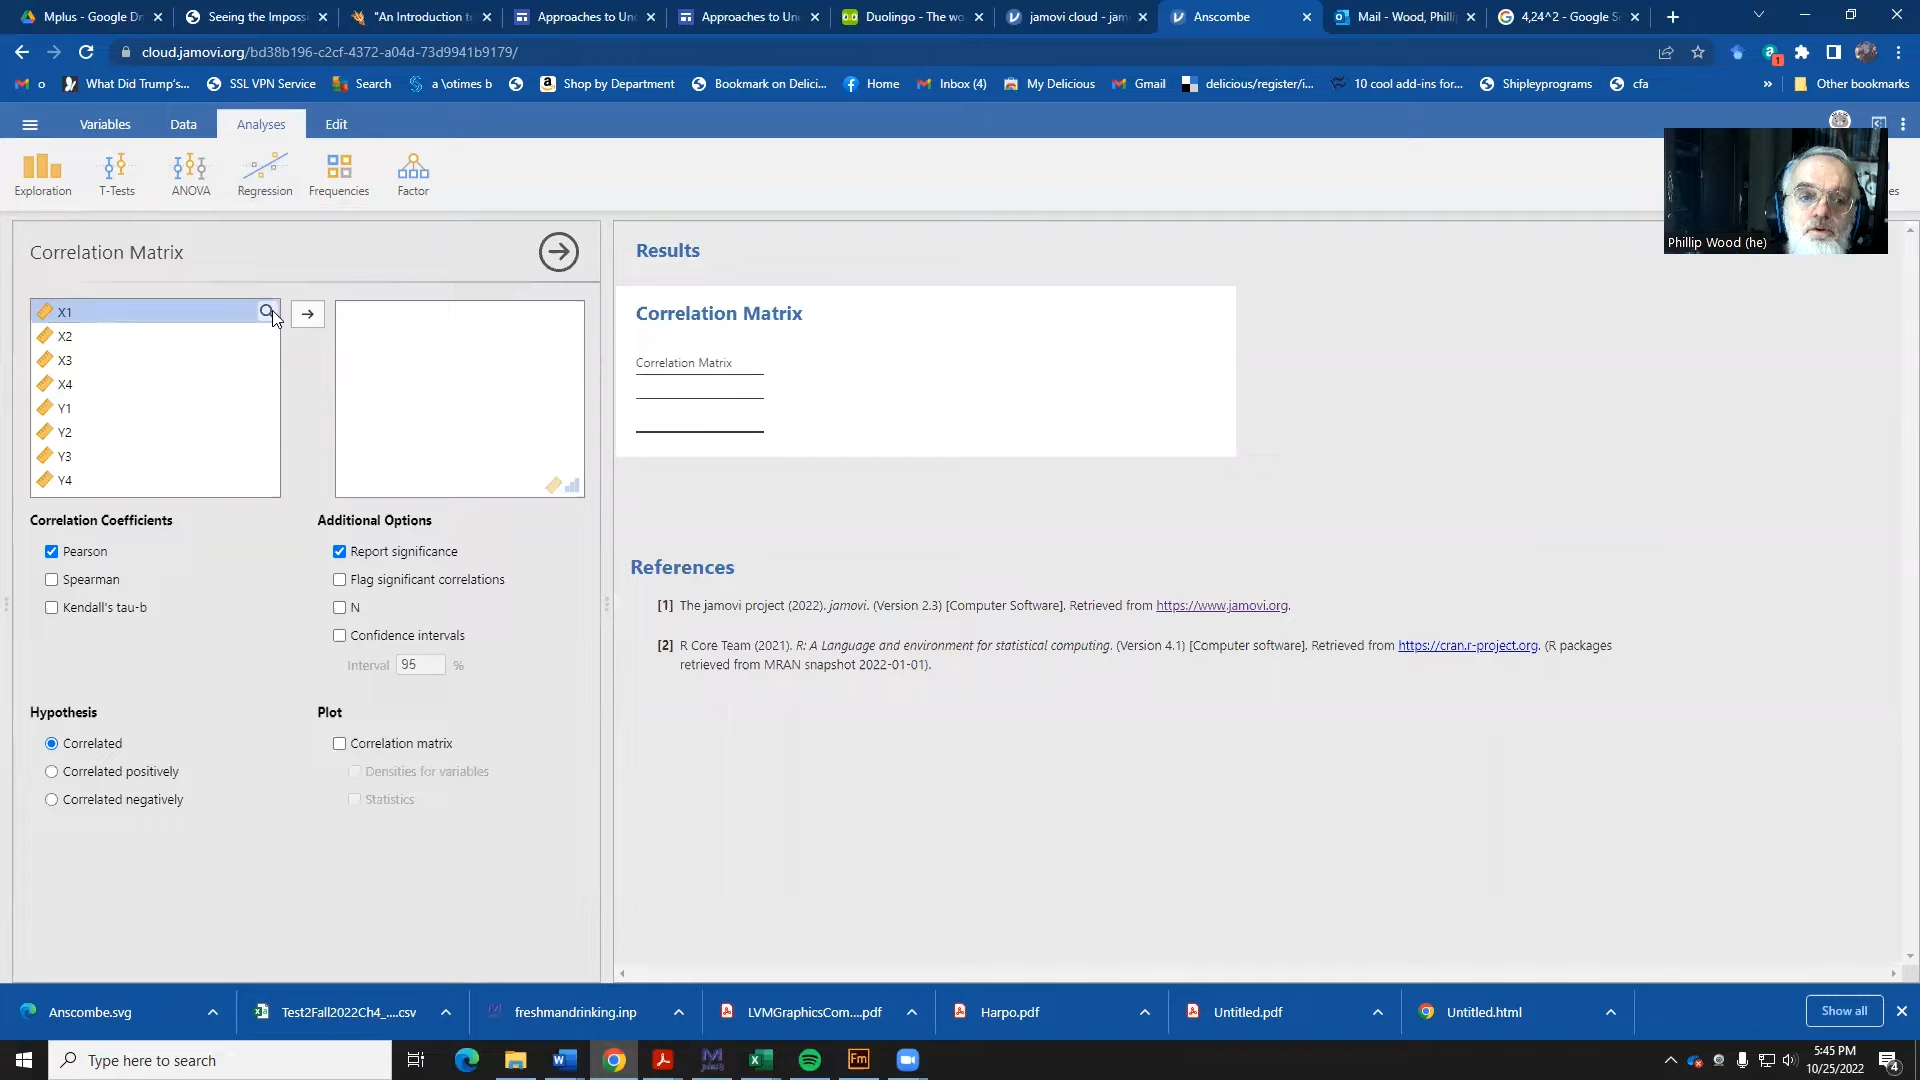 Mplus - Google Dr
Seeing the Imposs
"An Introduction t
Approaches to Und
Approaches to Un
Duolingo - The wo
jamovi cloud - jam
Anscombe
Mail - Wood, Philli
4,24^2 - Google S
cloud.jamovi.org/bd38b196-c2cf-4372-a04d-73d9941b9179/
o
What Did Trump's...
SSL VPN Service
Search
a \otimes b
Shop by Department
Bookmark on Delici...
Home
Inbox (4)
My Delicious
Gmail
delicious/register/i...
10 cool add-ins for...
Shipleyprograms
cfa
»
Other bookmarks
Variables
Data
Analyses
Edit
Exploration
T-Tests
ANOVA
Regression
Frequencies
Factor
Phillip Wood (he)
Correlation Matrix
X1
X2
X3
X4
Y1
Y2
Y3
Y4
Correlation Coefficients
Pearson
Spearman
Kendall's tau-b
Additional Options
Report significance
Flag significant correlations
N
Confidence intervals
Interval 95 %
Hypothesis
Correlated
Correlated positively
Correlated negatively
Plot
Correlation matrix
Densities for variables
Statistics
Results
Correlation Matrix
Correlation Matrix
References
[1] The jamovi project (2022). jamovi. (Version 2.3) [Computer Software]. Retrieved from https://www.jamovi.org.
[2] R Core Team (2021). R: A Language and environment for statistical computing. (Version 4.1) [Computer software]. Retrieved from https://cran.r-project.org. (R packages
retrieved from MRAN snapshot 2022-01-01).
Anscombe.svg
Test2Fall2022Ch4_....csv
freshmandrinking.inp
LVMGraphicsCom....pdf
Harpo.pdf
Untitled.pdf
Untitled.html
Show all
Type here to search
Fm
5:45 PM
10/25/2022
4